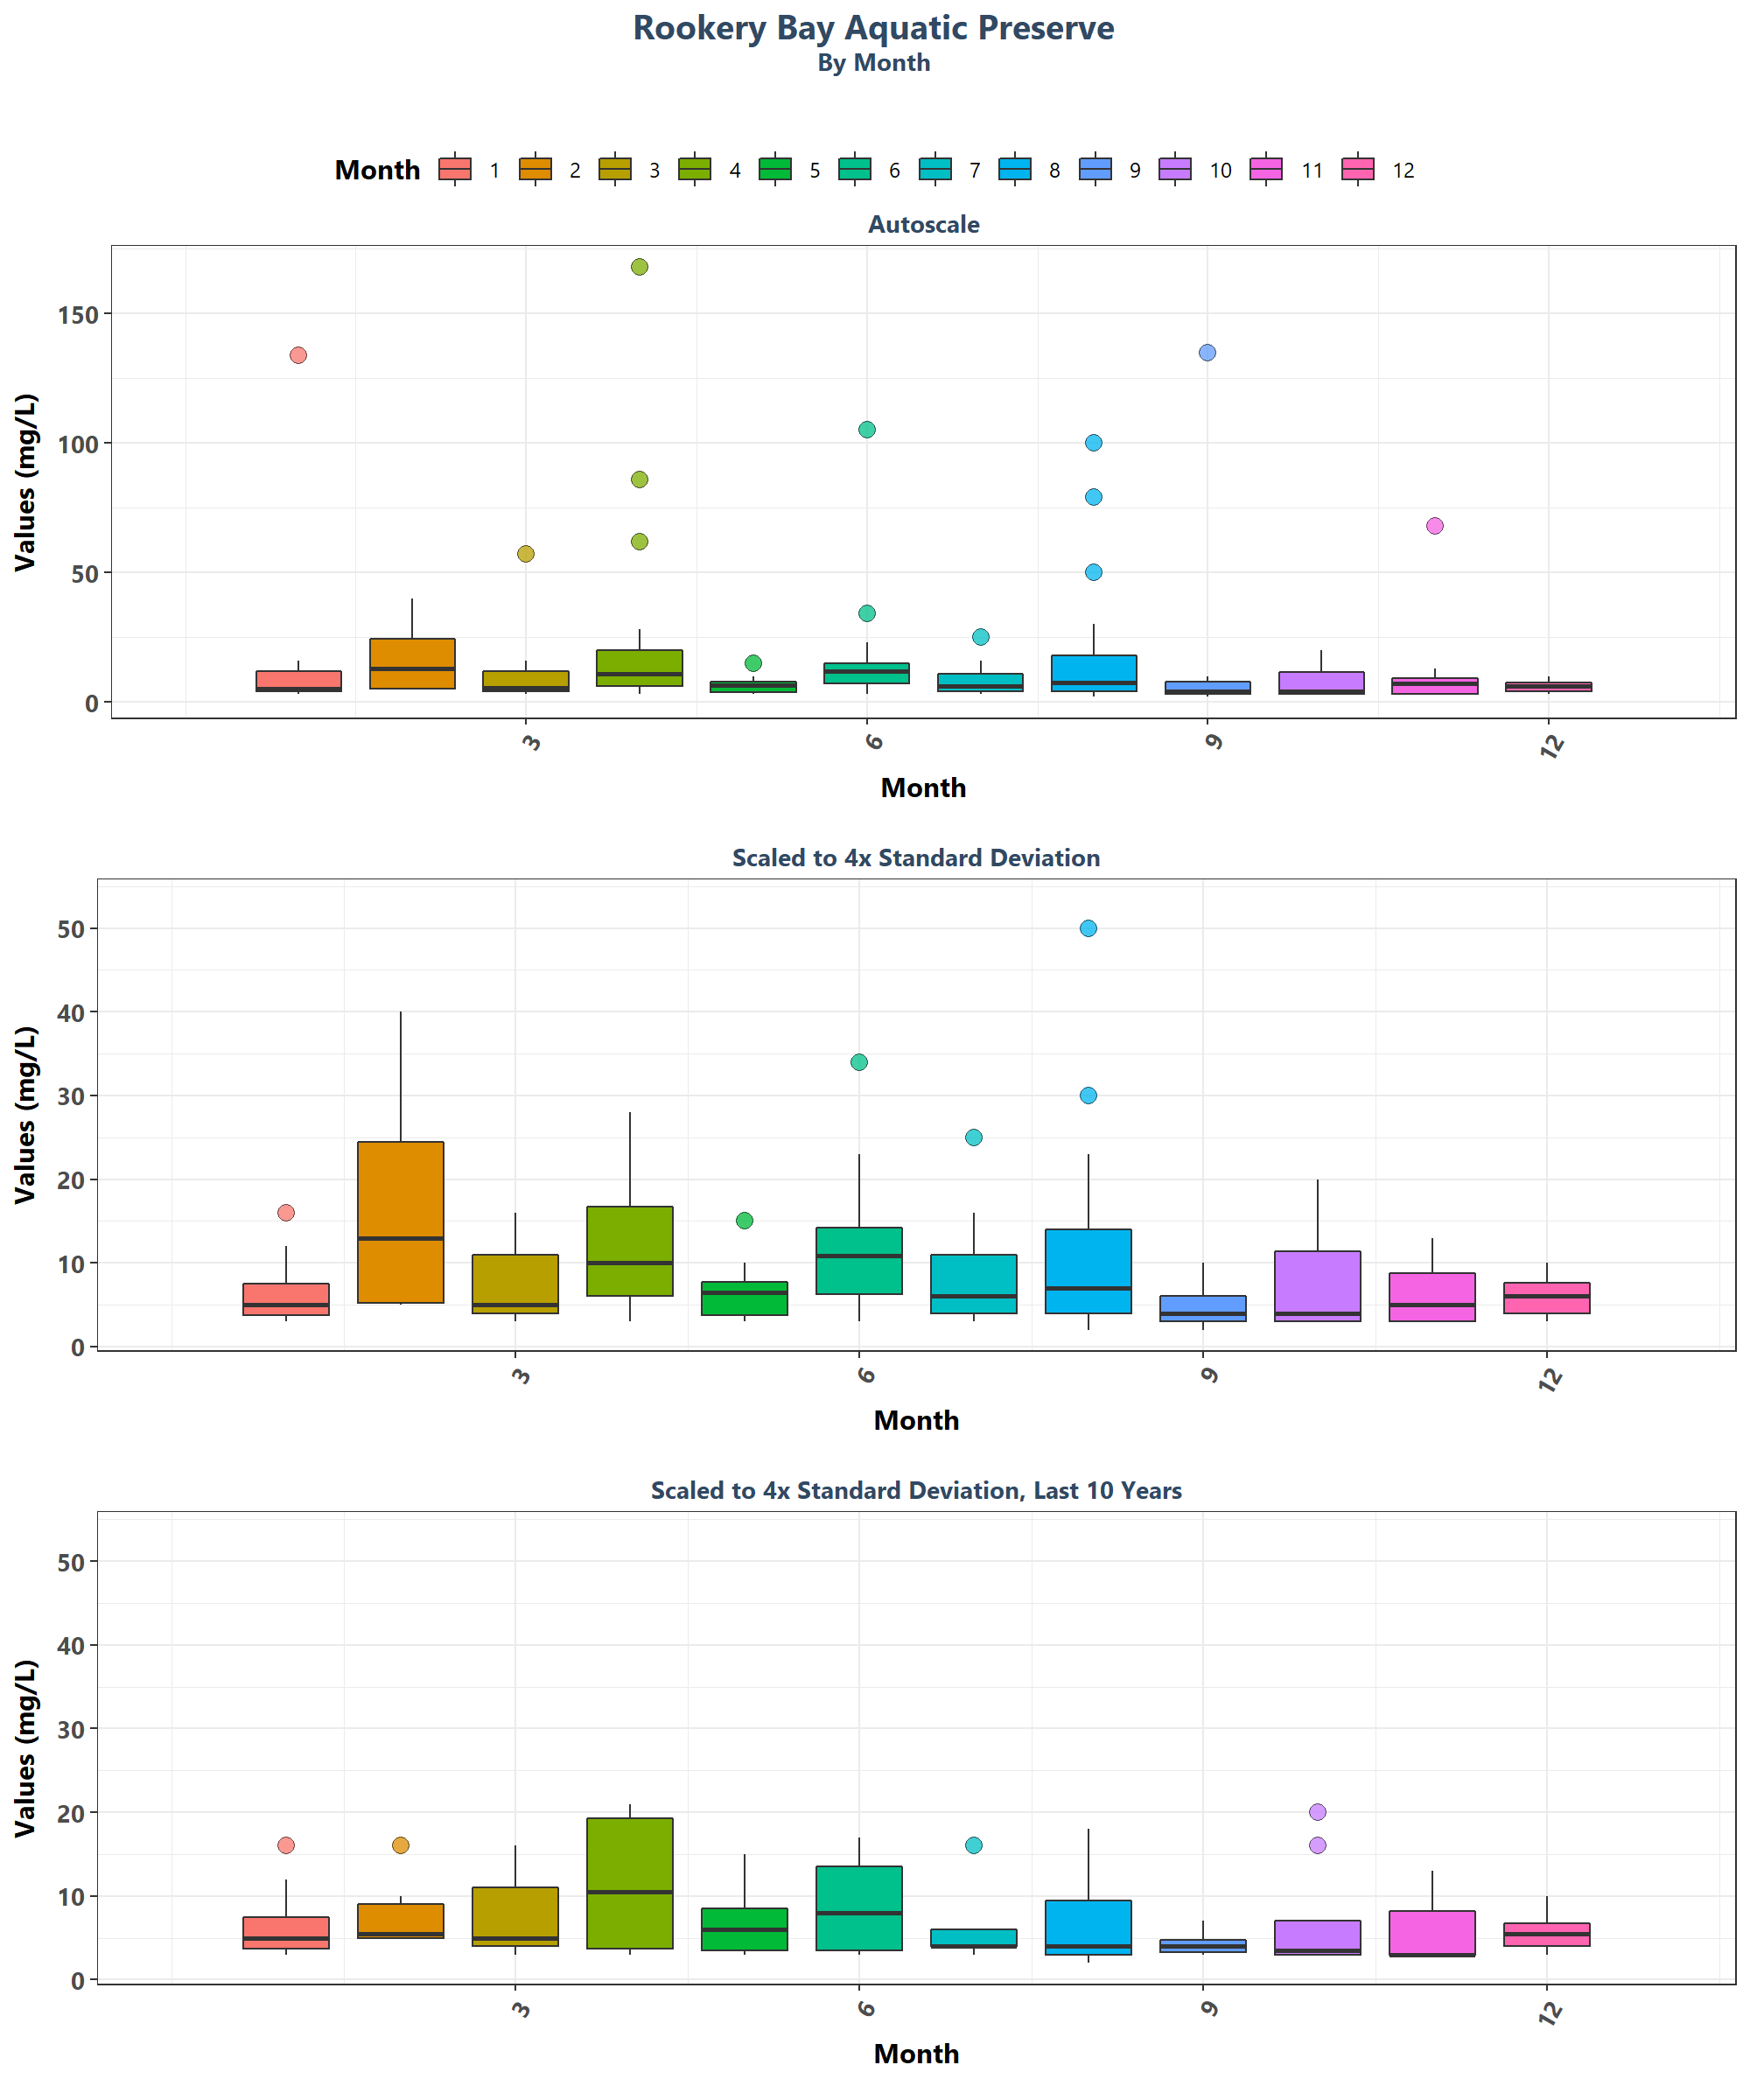 Rookery Bay Aquatic Preserve
By Month
Month 1 2 3 4 5 6 7 8 9 10 11 12
Autoscale
Values (mg/L)
150
100
50
0
3 6 9 12
Month
Scaled to 4x Standard Deviation
Values (mg/L)
50
40
30
20
10
0
3 6 9 12
Month
Scaled to 4x Standard Deviation, Last 10 Years
Values (mg/L)
50
40
30
20
10
0
3 6 9 12
Month